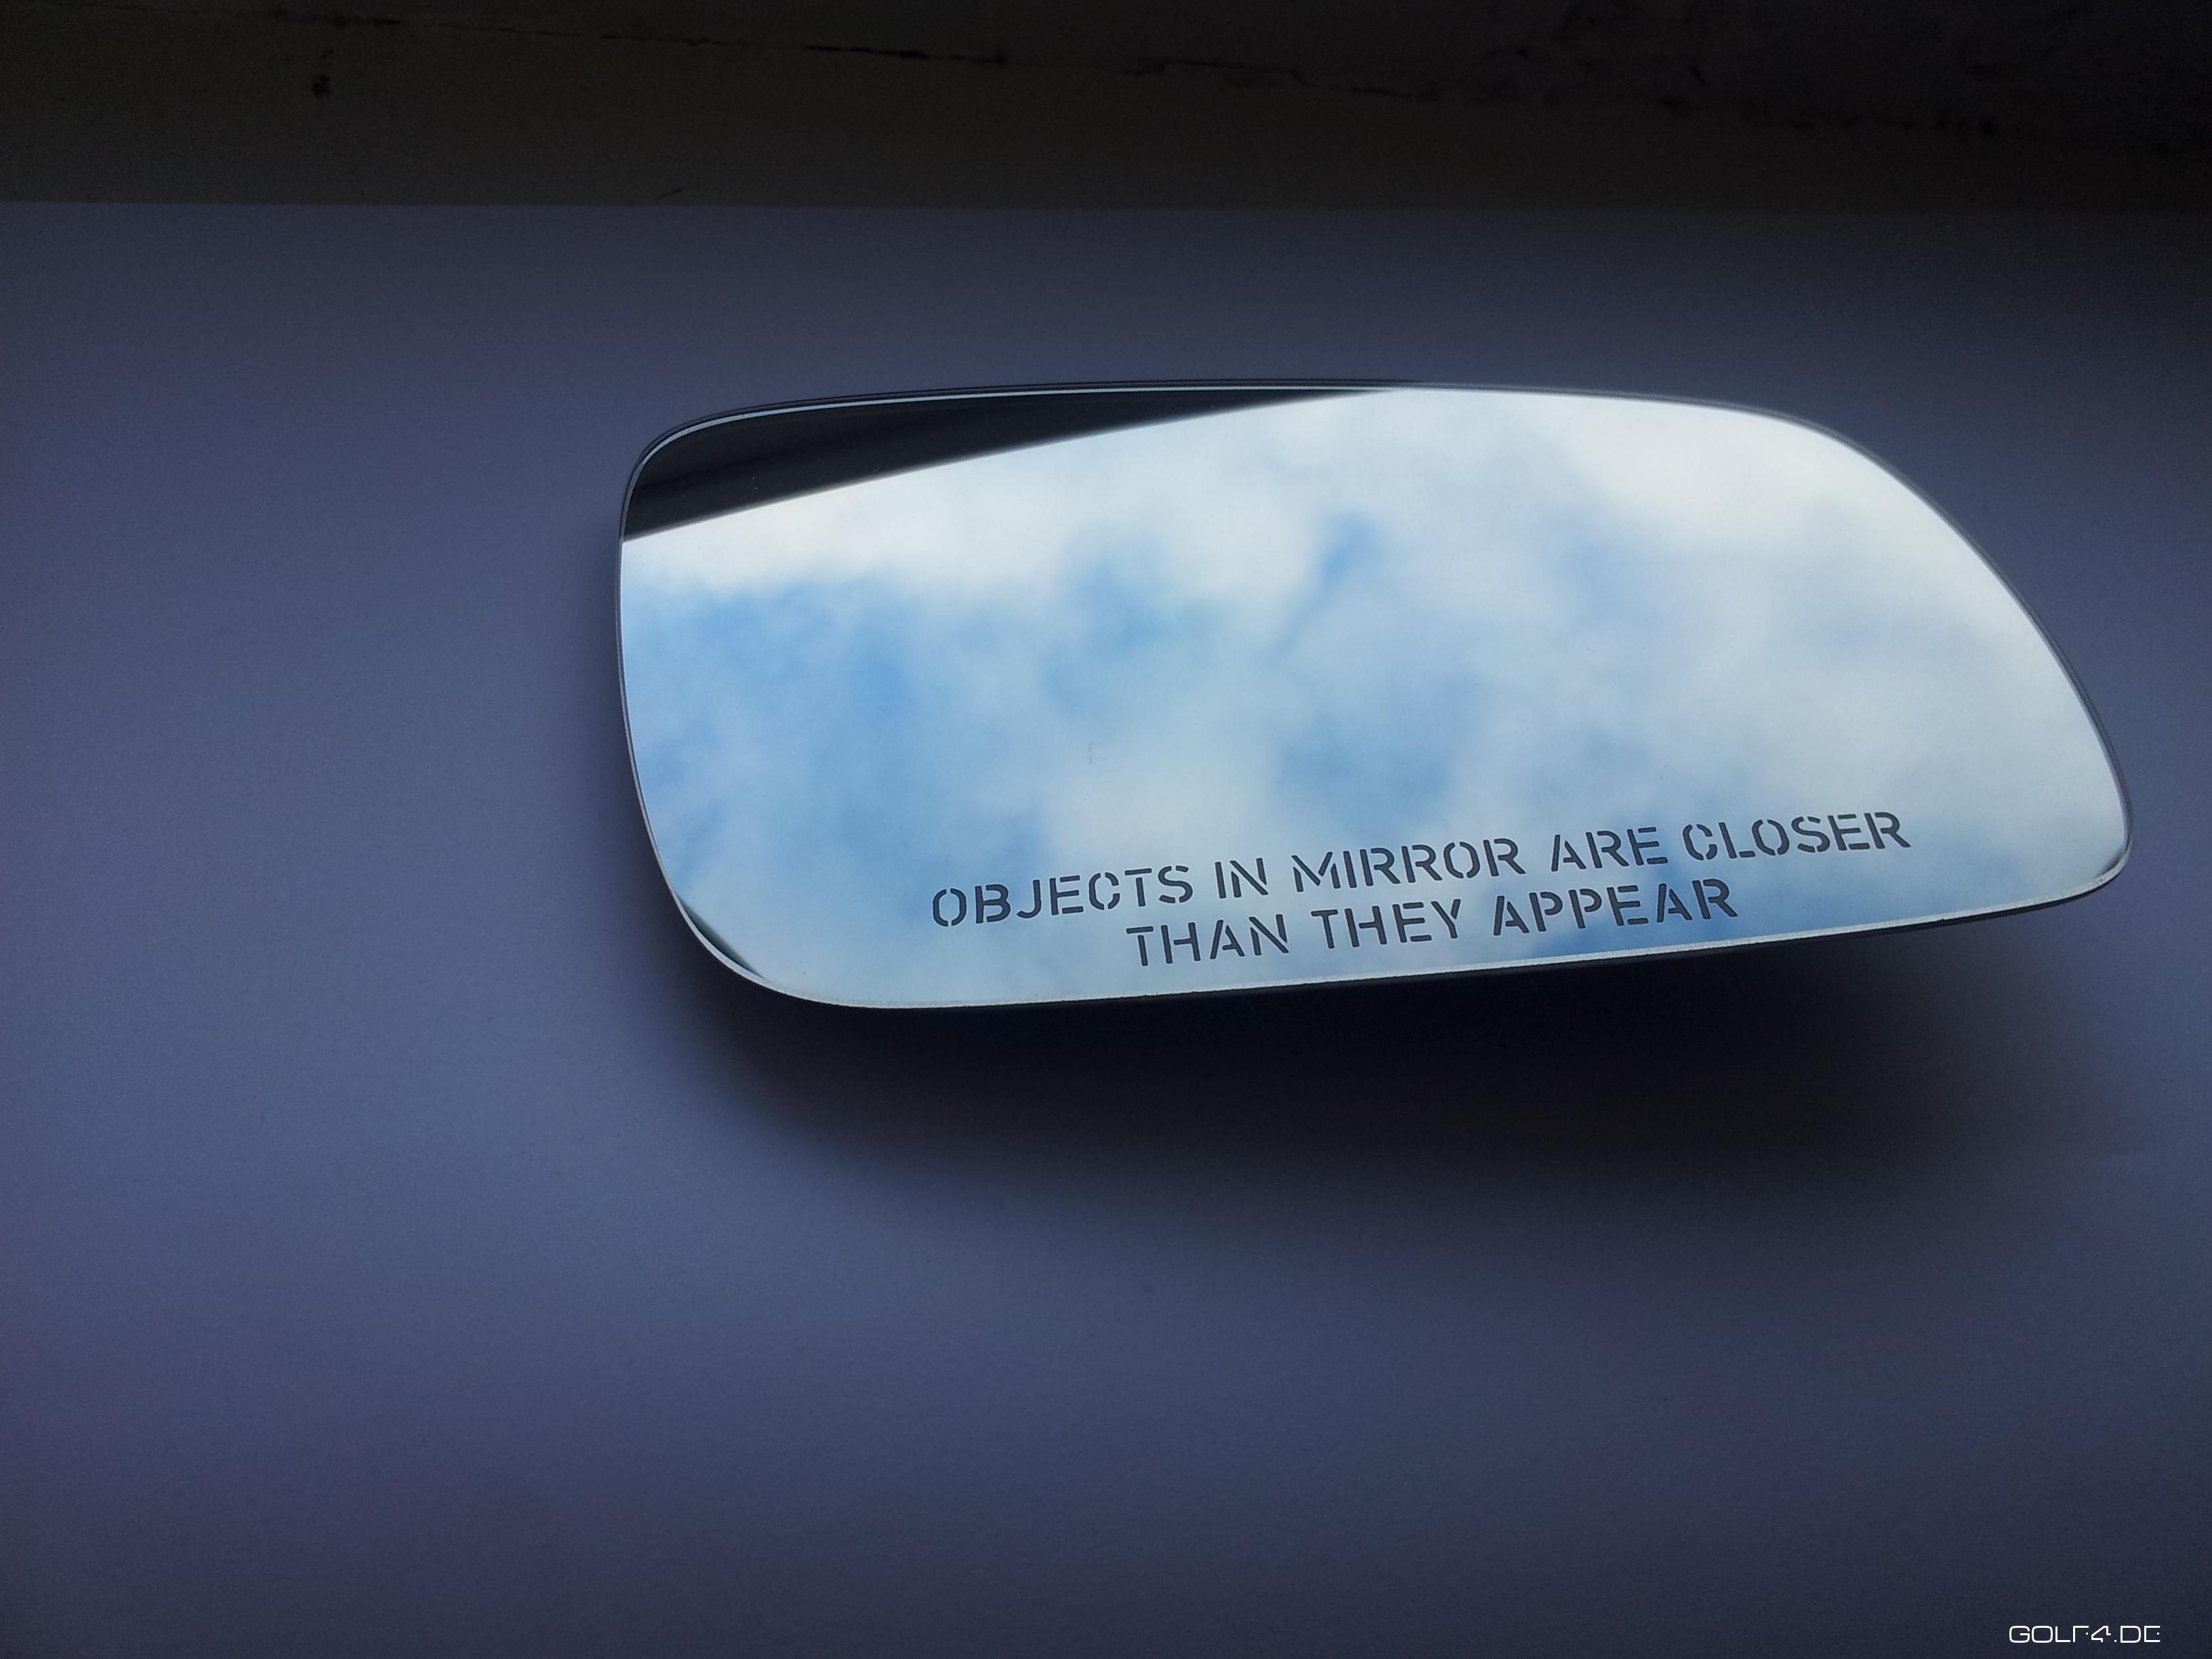 OBJECTS IN MIRROR ARE CLOSER
THAN THEY APPEAR
GOLF4.DE